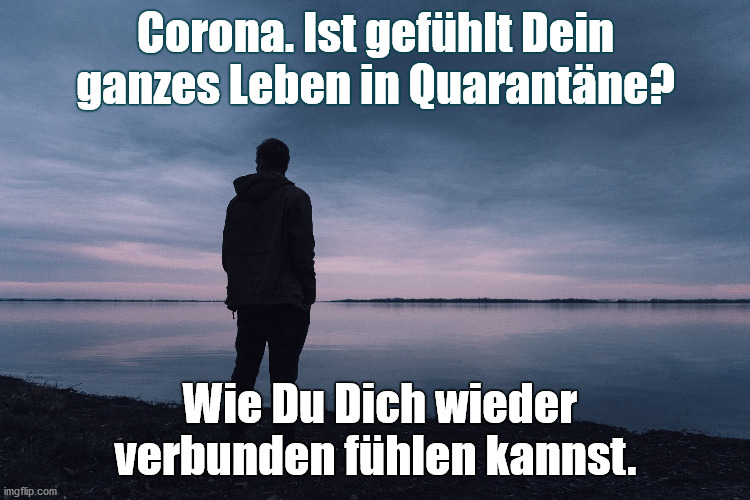 Corona. Ist gefühlt Dein
ganzes Leben in Quarantäne?
Wie Du Dich wieder
verbunden fühlen kannst.
imgflip.com